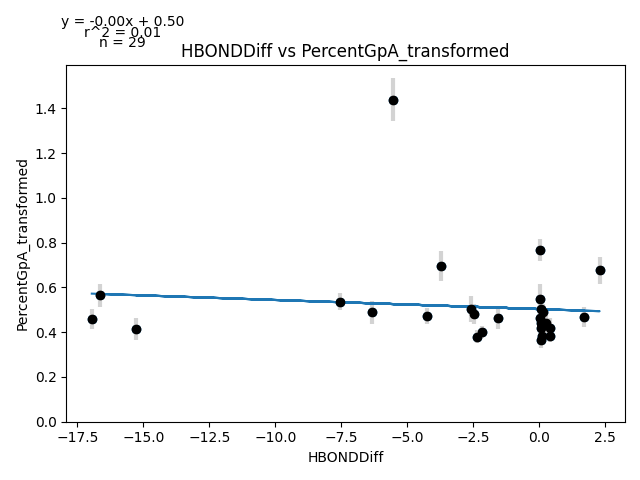 y = -0.00x + 0.50
r^2 = 0.01
n = 29
HBONDDiff vs PercentGpA_transformed
PercentGpA_transformed
1.4
1.2
1.0
0.8
0.6
0.4
0.2
0.0
−17.5 −15.0 −12.5 −10.0 −7.5 −5.0 −2.5 0.0 2.5
HBONDDiff